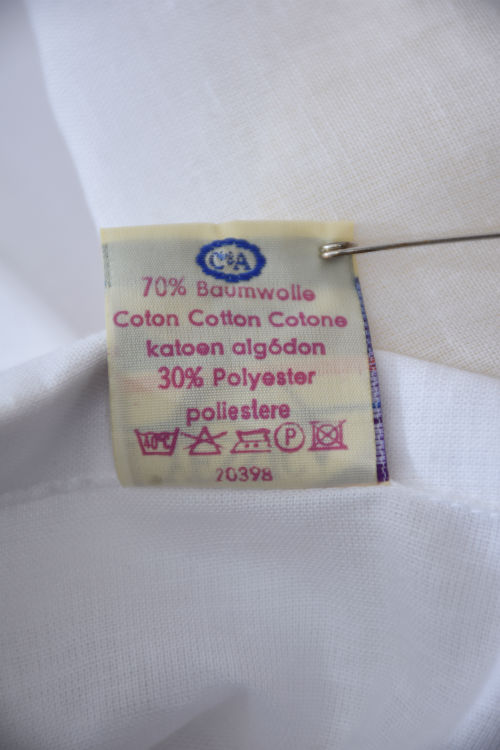 C&A
70% Baumwolle
Coton Cotton Cotone
katoen algódon
30% Polyester
poliestere
40°C P
20398